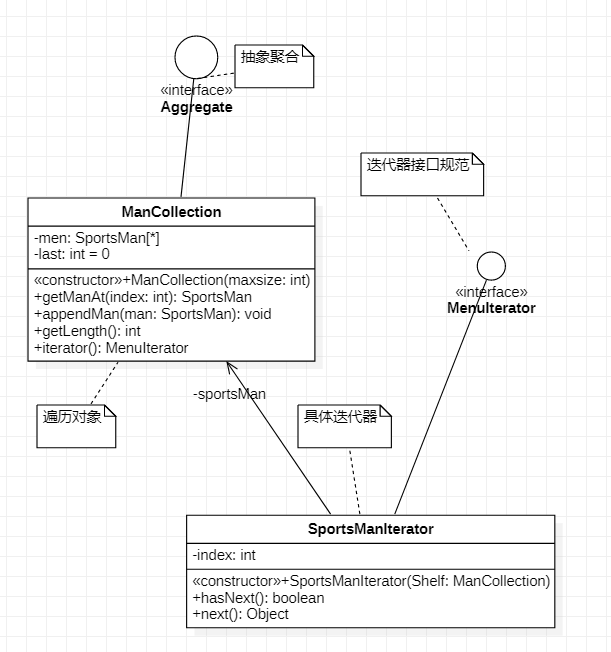 抽象聚合
«interface»
Aggregate
迭代器接口规范
ManCollection
-men: SportsMan[*]
-last: int = 0
«constructor»+ManCollection(maxsize: int)
+getManAt(index: int): SportsMan
+appendMan(man: SportsMan): void
+getLength(): int
+iterator(): MenuIterator
«interface»
MenuIterator
-sportsMan
遍历对象
具体迭代器
SportsManIterator
-index: int
«constructor»+SportsManIterator(Shelf: ManCollection)
+hasNext(): boolean
+next(): Object